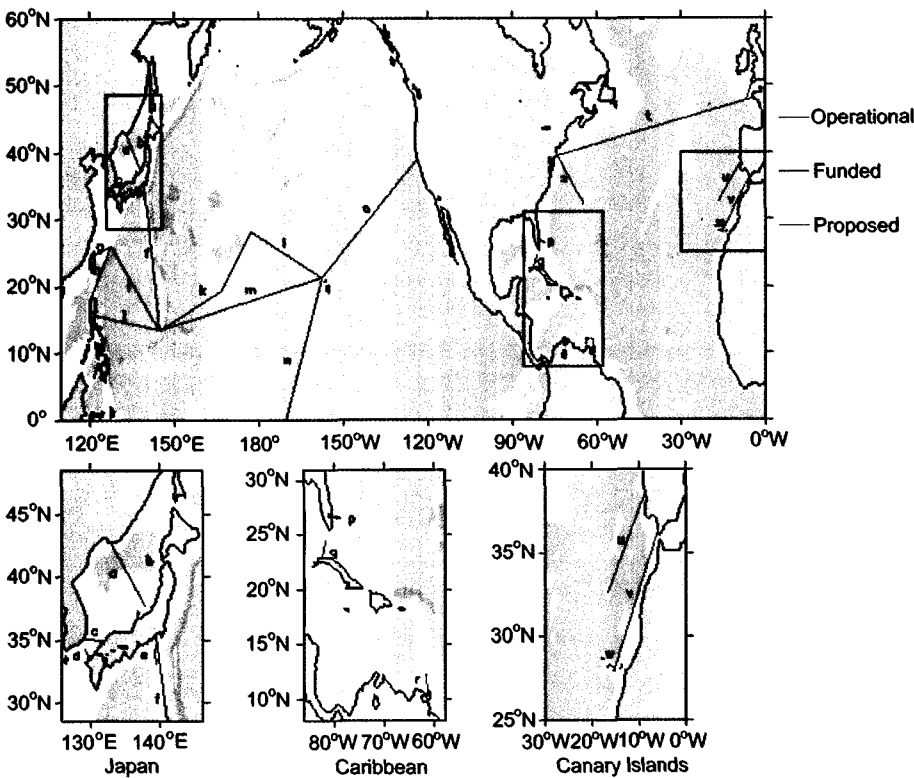 60°N
50°N
40°N
30°N
20°N
10°N
0°
120°E 150°E 180° 150°W 120°W 90°W 60°W 30°W 0°W
Operational
Funded
Proposed
f
k
l
m
n
o
p
q
s
t
v
45°N
40°N
35°N
30°N
130°E 140°E
Japan
a
b
c
d
e
f
30°N
25°N
20°N
15°N
10°N
80°W 70°W 60°W
Caribbean
p
q
r
40°N
35°N
30°N
25°N
30°W 20°W 10°W 0°W
Canary Islands
u
v
w